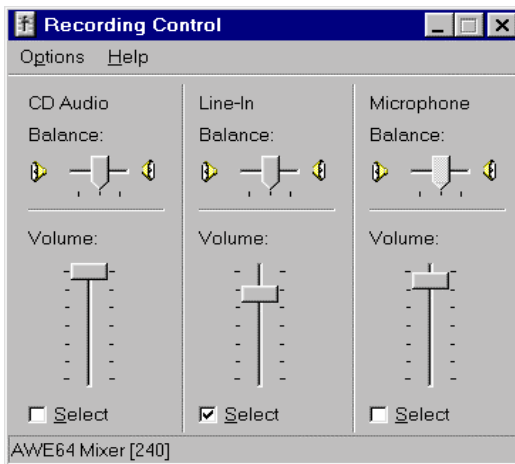 Recording Control
Options Help
CD Audio Line-In Microphone
Balance: Balance: Balance:
Volume: Volume: Volume:
Select Select Select
AWE64 Mixer [240]